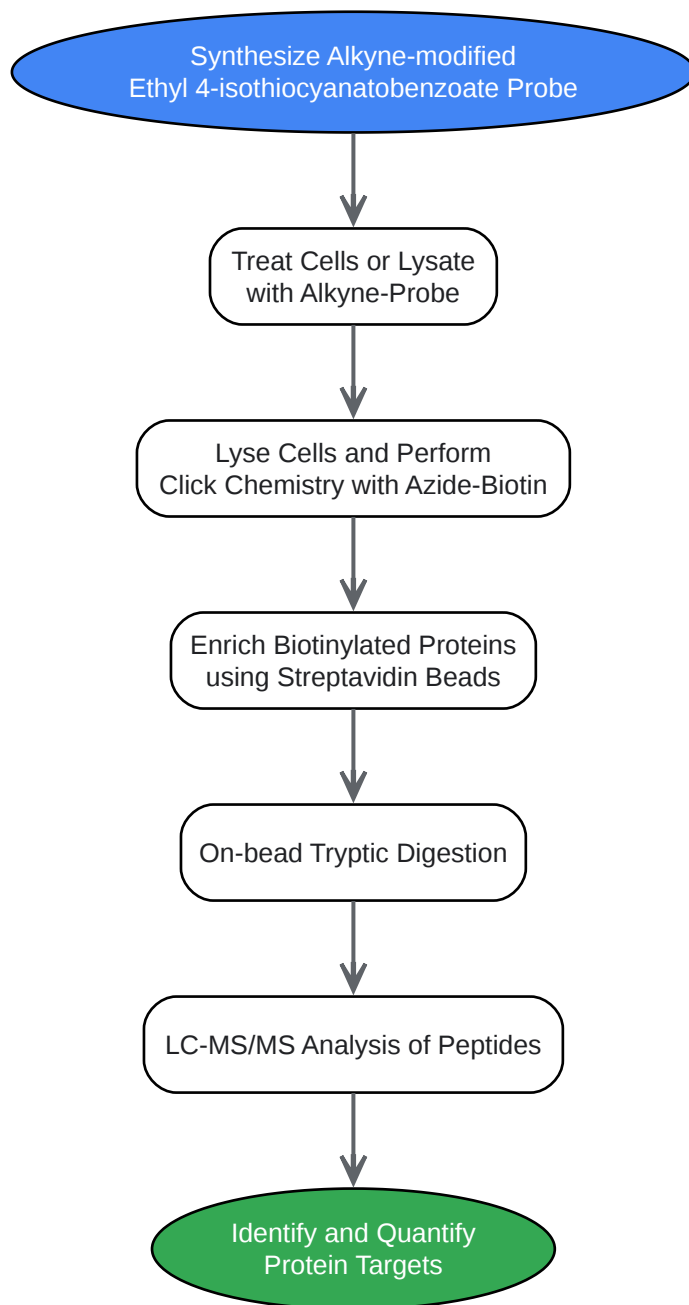 Synthesize Alkyne-modified
Ethyl 4-isothiocyanatobenzoate Probe
Treat Cells or Lysate
with Alkyne-Probe
Lyse Cells and Perform
Click Chemistry with Azide-Biotin
Enrich Biotinylated Proteins
using Streptavidin Beads
On-bead Tryptic Digestion
LC-MS/MS Analysis of Peptides
Identify and Quantify
Protein Targets